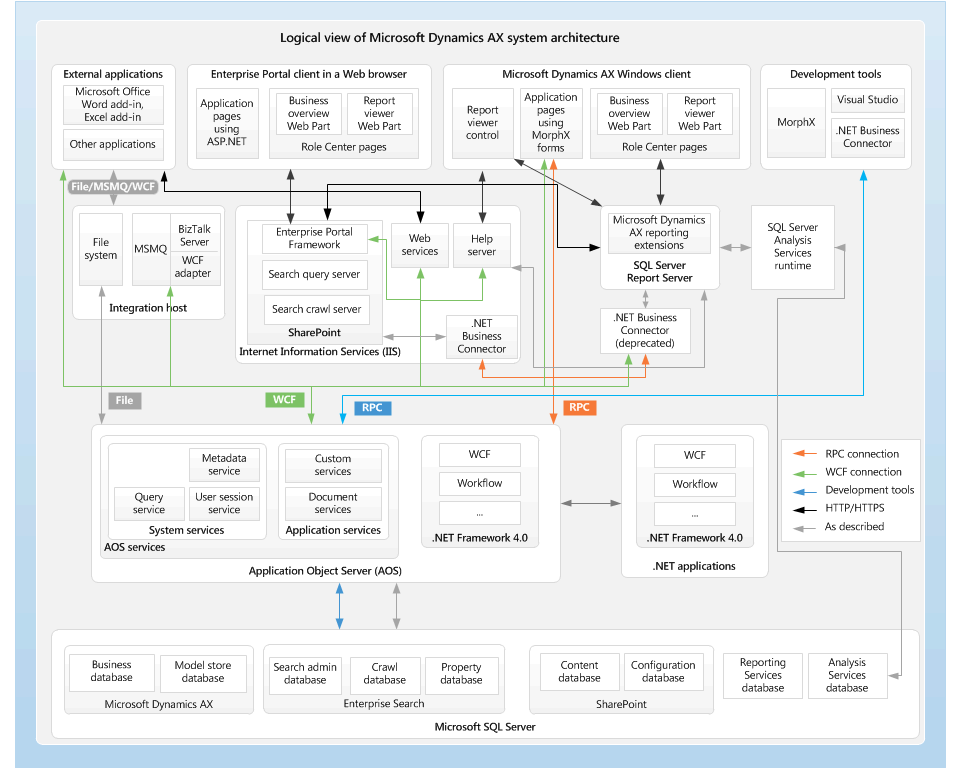 Logical view of Microsoft Dynamics AX system architecture
External applications
Microsoft Office
Word add-in,
Excel add-in
Other applications
Enterprise Portal client in a Web browser
Application
pages
using
ASP.NET
Business
overview
Web Part
Report
viewer
Web Part
Role Center pages
Microsoft Dynamics AX Windows client
Report
viewer
control
Application
pages
using
MorphX
forms
Business
overview
Web Part
Report
viewer
Web Part
Role Center pages
Development tools
MorphX
Visual Studio
.NET Business
Connector
File/MSMQ/WCF
File
system
MSMQ
BizTalk
Server
WCF
adapter
Integration host
Enterprise Portal
Framework
Search query server
Search crawl server
SharePoint
Web
services
Help
server
.NET
Business
Connector
Internet Information Services (IIS)
Microsoft Dynamics
AX reporting
extensions
SQL Server
Report Server
SQL Server
Analysis
Services
runtime
.NET Business
Connector
(deprecated)
File
WCF
RPC
RPC
Metadata
service
Query
service
User session
service
System services
AOS services
Custom
services
Document
services
Application services
WCF
Workflow
...
.NET Framework 4.0
Application Object Server (AOS)
WCF
Workflow
...
.NET Framework 4.0
.NET applications
RPC connection
WCF connection
Development tools
HTTP/HTTPS
As described
Business
database
Model store
database
Microsoft Dynamics AX
Search admin
database
Crawl
database
Property
database
Enterprise Search
Content
database
Configuration
database
SharePoint
Reporting
Services
database
Analysis
Services
database
Microsoft SQL Server